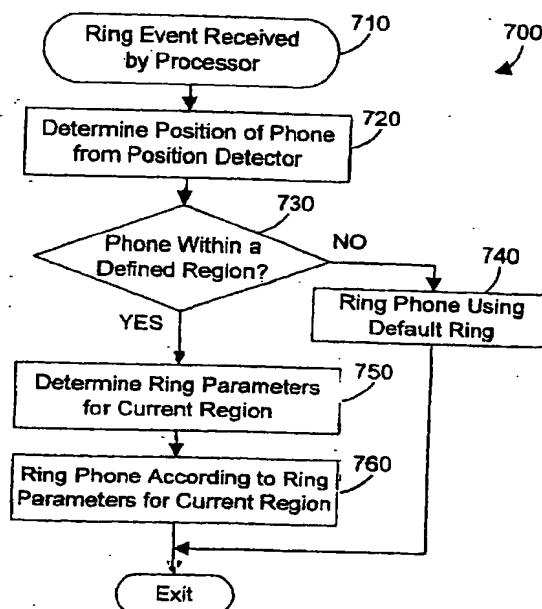 710
700
Ring Event Received
by Processor
720
Determine Position of Phone
from Position Detector
730
Phone Within a
Defined Region?
NO
740
Ring Phone Using
Default Ring
YES
750
Determine Ring Parameters
for Current Region
760
Ring Phone According to Ring
Parameters for Current Region
Exit